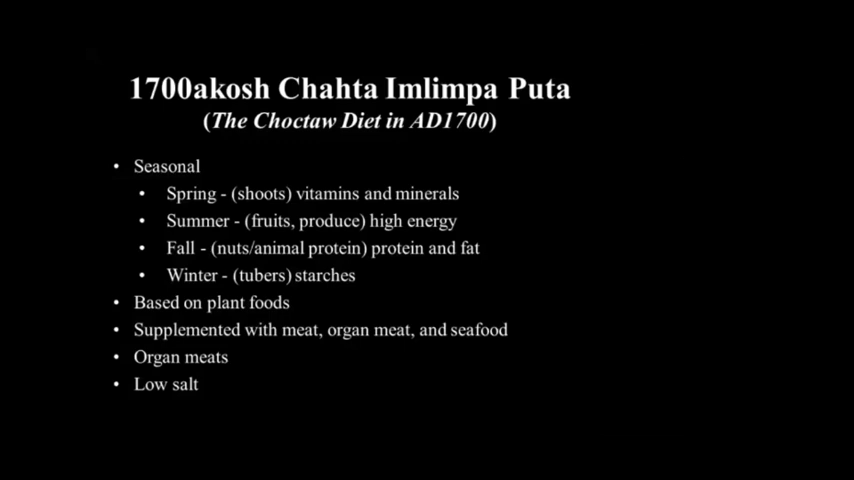 1700akosh Chahta Imlimpa Puta
(The Choctaw Diet in AD1700)
• Seasonal
• Spring - (shoots) vitamins and minerals
• Summer - (fruits, produce) high energy
• Fall - (nuts/animal protein) protein and fat
• Winter - (tubers) starches
• Based on plant foods
• Supplemented with meat, organ meat, and seafood
• Organ meats
• Low salt